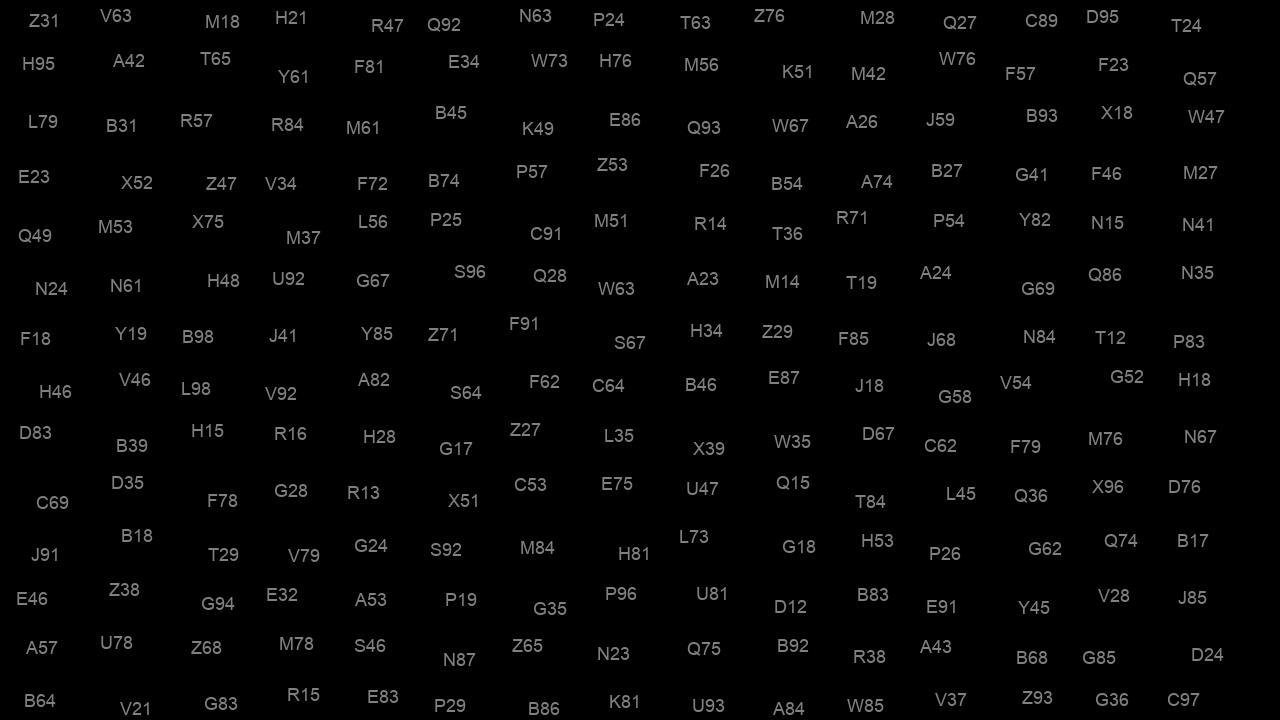 Z31 V63 M18 H21 R47 Q92 N63 P24 T63 Z76 M28 Q27 C89 D95 T24
H95 A42 T65 Y61 F81 E34 W73 H76 M56 K51 M42 W76 F57 F23 Q57
L79 B31 R57 R84 M61 B45 K49 E86 Q93 W67 A26 J59 B93 X18 W47
E23 X52 Z47 V34 F72 B74 P57 Z53 F26 B54 A74 B27 G41 F46 M27
Q49 M53 X75 M37 L56 P25 C91 M51 R14 T36 R71 P54 Y82 N15 N41
N24 N61 H48 U92 G67 S96 Q28 W63 A23 M14 T19 A24 G69 Q86 N35
F18 Y19 B98 J41 Y85 Z71 F91 S67 H34 Z29 F85 J68 N84 T12 P83
H46 V46 L98 V92 A82 S64 F62 C64 B46 E87 J18 G58 V54 G52 H18
D83 B39 H15 R16 H28 G17 Z27 L35 X39 W35 D67 C62 F79 M76 N67
C69 D35 F78 G28 R13 X51 C53 E75 U47 Q15 T84 L45 Q36 X96 D76
J91 B18 T29 V79 G24 S92 M84 H81 L73 G18 H53 P26 G62 Q74 B17
E46 Z38 G94 E32 A53 P19 G35 P96 U81 D12 B83 E91 Y45 V28 J85
A57 U78 Z68 M78 S46 N87 Z65 N23 Q75 B92 R38 A43 B68 G85 D24
B64 V21 G83 R15 E83 P29 B86 K81 U93 A84 W85 V37 Z93 G36 C97